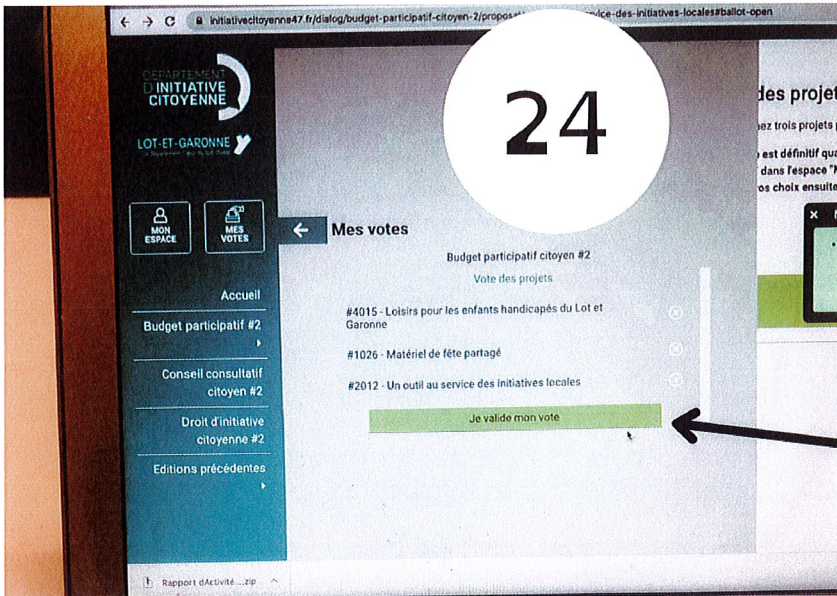 initiativecitoyenne47.fr/dialog/budget-participatif-citoyen-2/propos
vice-des-initiatives-locales#ballot-open
24
DÉPARTEMENT
D'INITIATIVE
CITOYENNE
LOT-ET-GARONNE
MON
ESPACE
MES
VOTES
Accueil
Budget participatif #2
Conseil consultatif
citoyen #2
Droit d'initiative
citoyenne #2
Editions précédentes
Mes votes
Budget participatif citoyen #2
Vote des projets
#4015 - Loisirs pour les enfants handicapés du Lot et
Garonne
#1026 - Matériel de fête partagé
#2012 - Un outil au service des initiatives locales
Je valide mon vote
des projet
ez trois projets
est définitif qua
dans l'espace "M
os choix ensuite
Rapport dActivité....zip